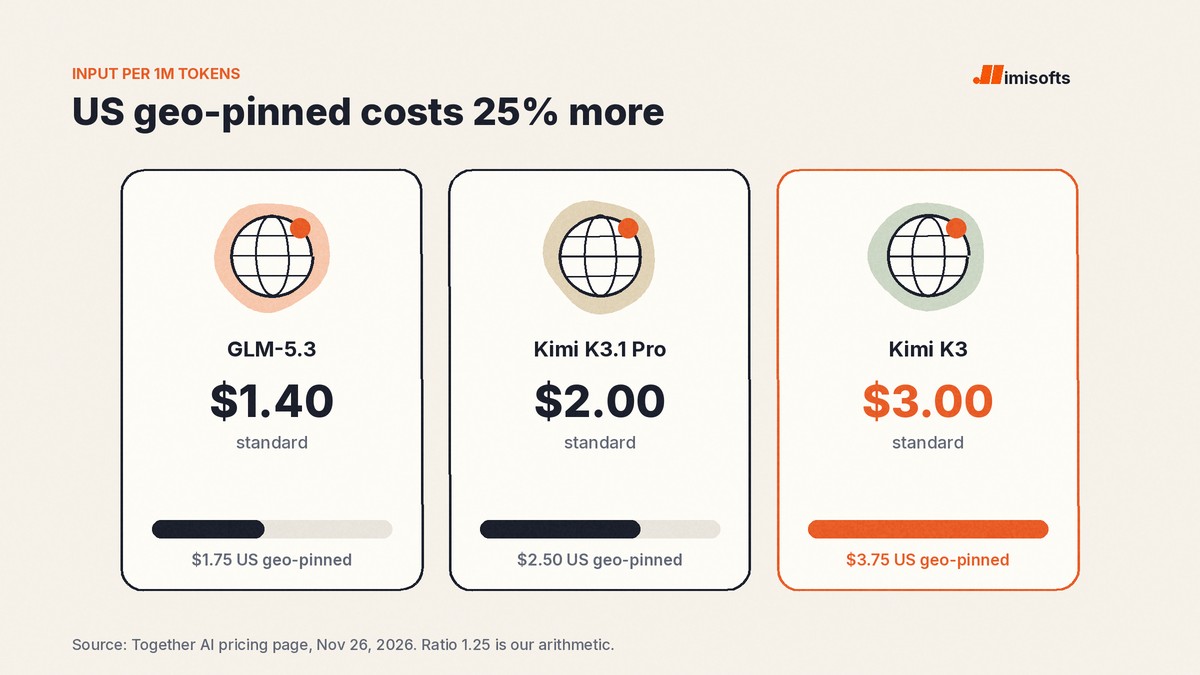 INPUT PER 1M TOKENS
imisofts
US geo-pinned costs 25% more
GLM-5.3
$1.40
standard
$1.75 US geo-pinned
Kimi K3.1 Pro
$2.00
standard
$2.50 US geo-pinned
Kimi K3
$3.00
standard
$3.75 US geo-pinned
Source: Together AI pricing page, Nov 26, 2026. Ratio 1.25 is our arithmetic.